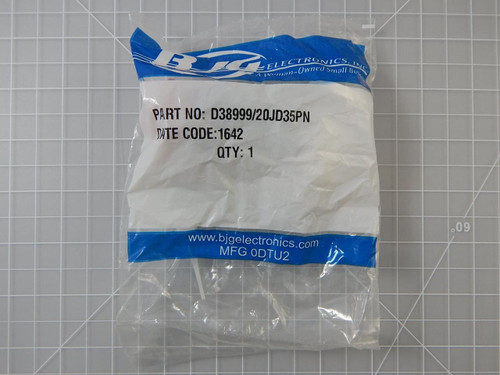 BJG ELECTRONICS, INC.
Woman-Owned Small
PART NO: D38999/20JD35PN
DATE CODE:1642
QTY: 1
www.bjgelectronics.com
MFG 0DTU2
.09